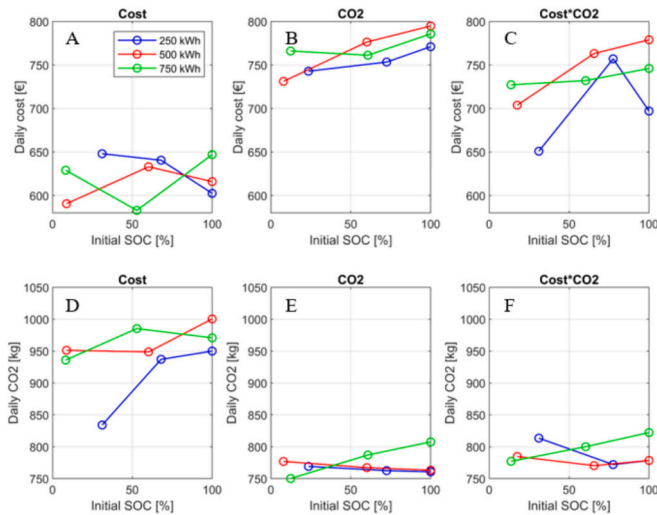 Cost
CO2
Cost*CO2
A
B
C
250 kWh
500 kWh
750 kWh
Daily cost [€]
800
750
700
650
600
50
100
Initial SOC [%]
Daily cost [€]
800
750
700
650
600
0
50
100
Initial SOC [%]
Daily cost [€]
800
750
700
650
600
0
50
100
Initial SOC [%]
Cost
CO2
Cost*CO2
D
E
F
Daily CO2 [kg]
1050
1000
950
900
850
800
750
0
50
100
Initial SOC [%]
Daily CO2 [kg]
1050
1000
950
900
850
800
750
0
50
100
Initial SOC [%]
Daily CO2 [kg]
1050
1000
950
900
850
800
750
0
50
100
Initial SOC [%]